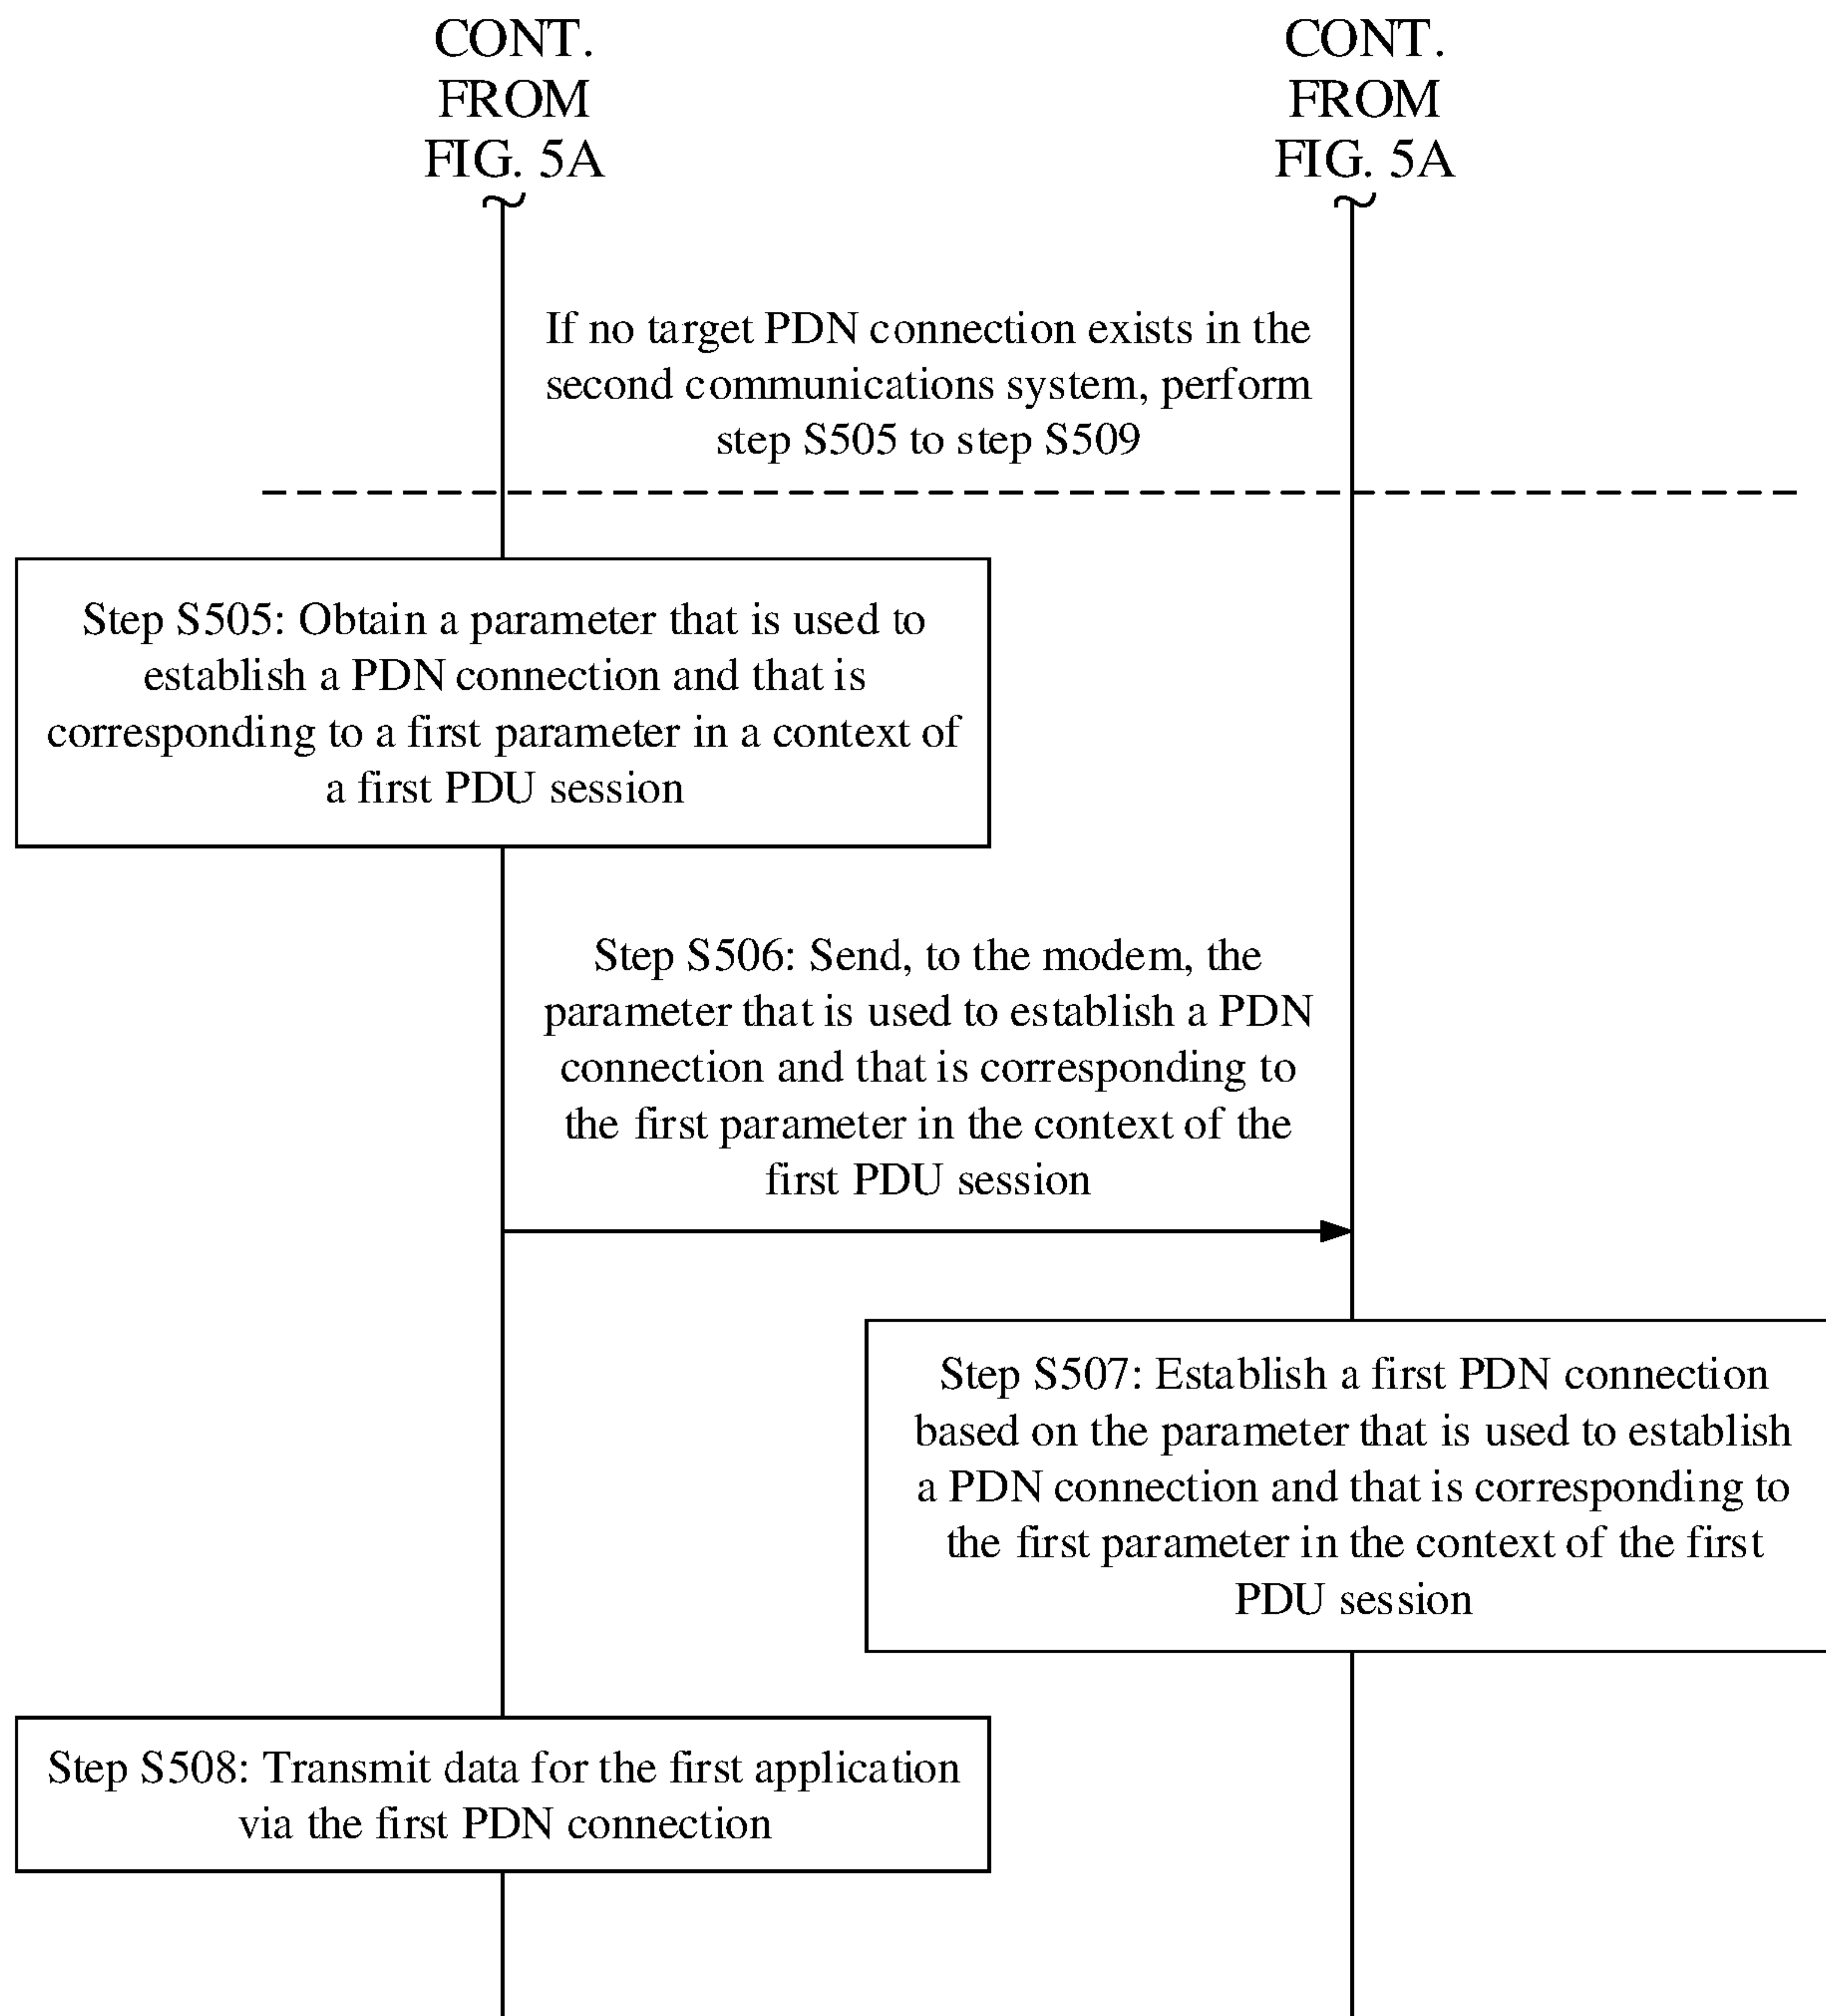 CONT.
FROM
FIG. 5A
CONT.
FROM
FIG. 5A
If no target PDN connection exists in the
second communications system, perform
step S505 to step S509
Step S505: Obtain a parameter that is used to
establish a PDN connection and that is
corresponding to a first parameter in a context of
a first PDU session
Step S506: Send, to the modem, the
parameter that is used to establish a PDN
connection and that is corresponding to
the first parameter in the context of the
first PDU session
Step S507: Establish a first PDN connection
based on the parameter that is used to establish
a PDN connection and that is corresponding to
the first parameter in the context of the first
PDU session
Step S508: Transmit data for the first application
via the first PDN connection